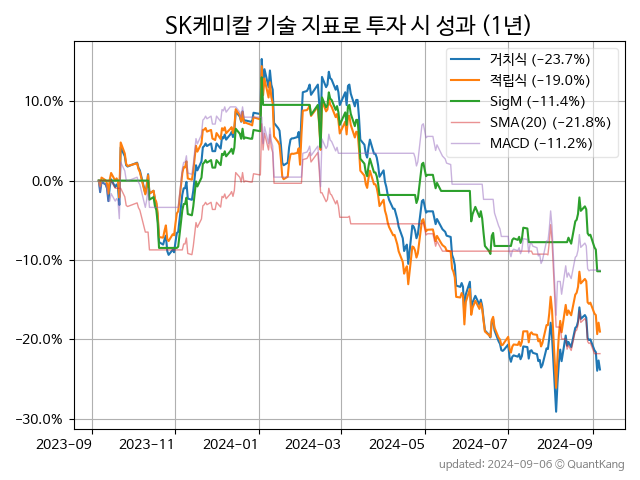 SK케미칼 기술 지표로 투자 시 성과 (1년)
거치식 (−23.7%)
적립식 (−19.0%)
SigM (−11.4%)
SMA(20) (−21.8%)
MACD (−11.2%)
10.0%
0.0%
−10.0%
−20.0%
−30.0%
2023-09 2023-11 2024-01 2024-03 2024-05 2024-07 2024-09
updated: 2024-09-06 © QuantKang